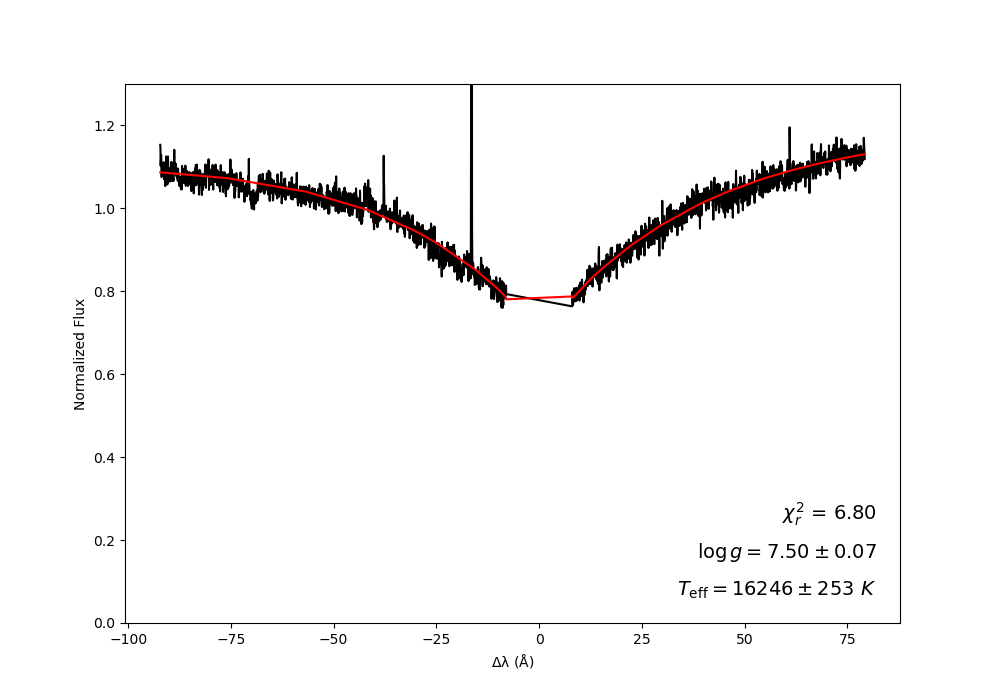 1.2
1.0
0.8
0.6
0.4
0.2
0.0
Normalized Flux
χ²ᵣ = 6.80
log g = 7.50 ± 0.07
T_eff = 16246 ± 253 K
−100 −75 −50 −25 0 25 50 75
Δλ (Å)